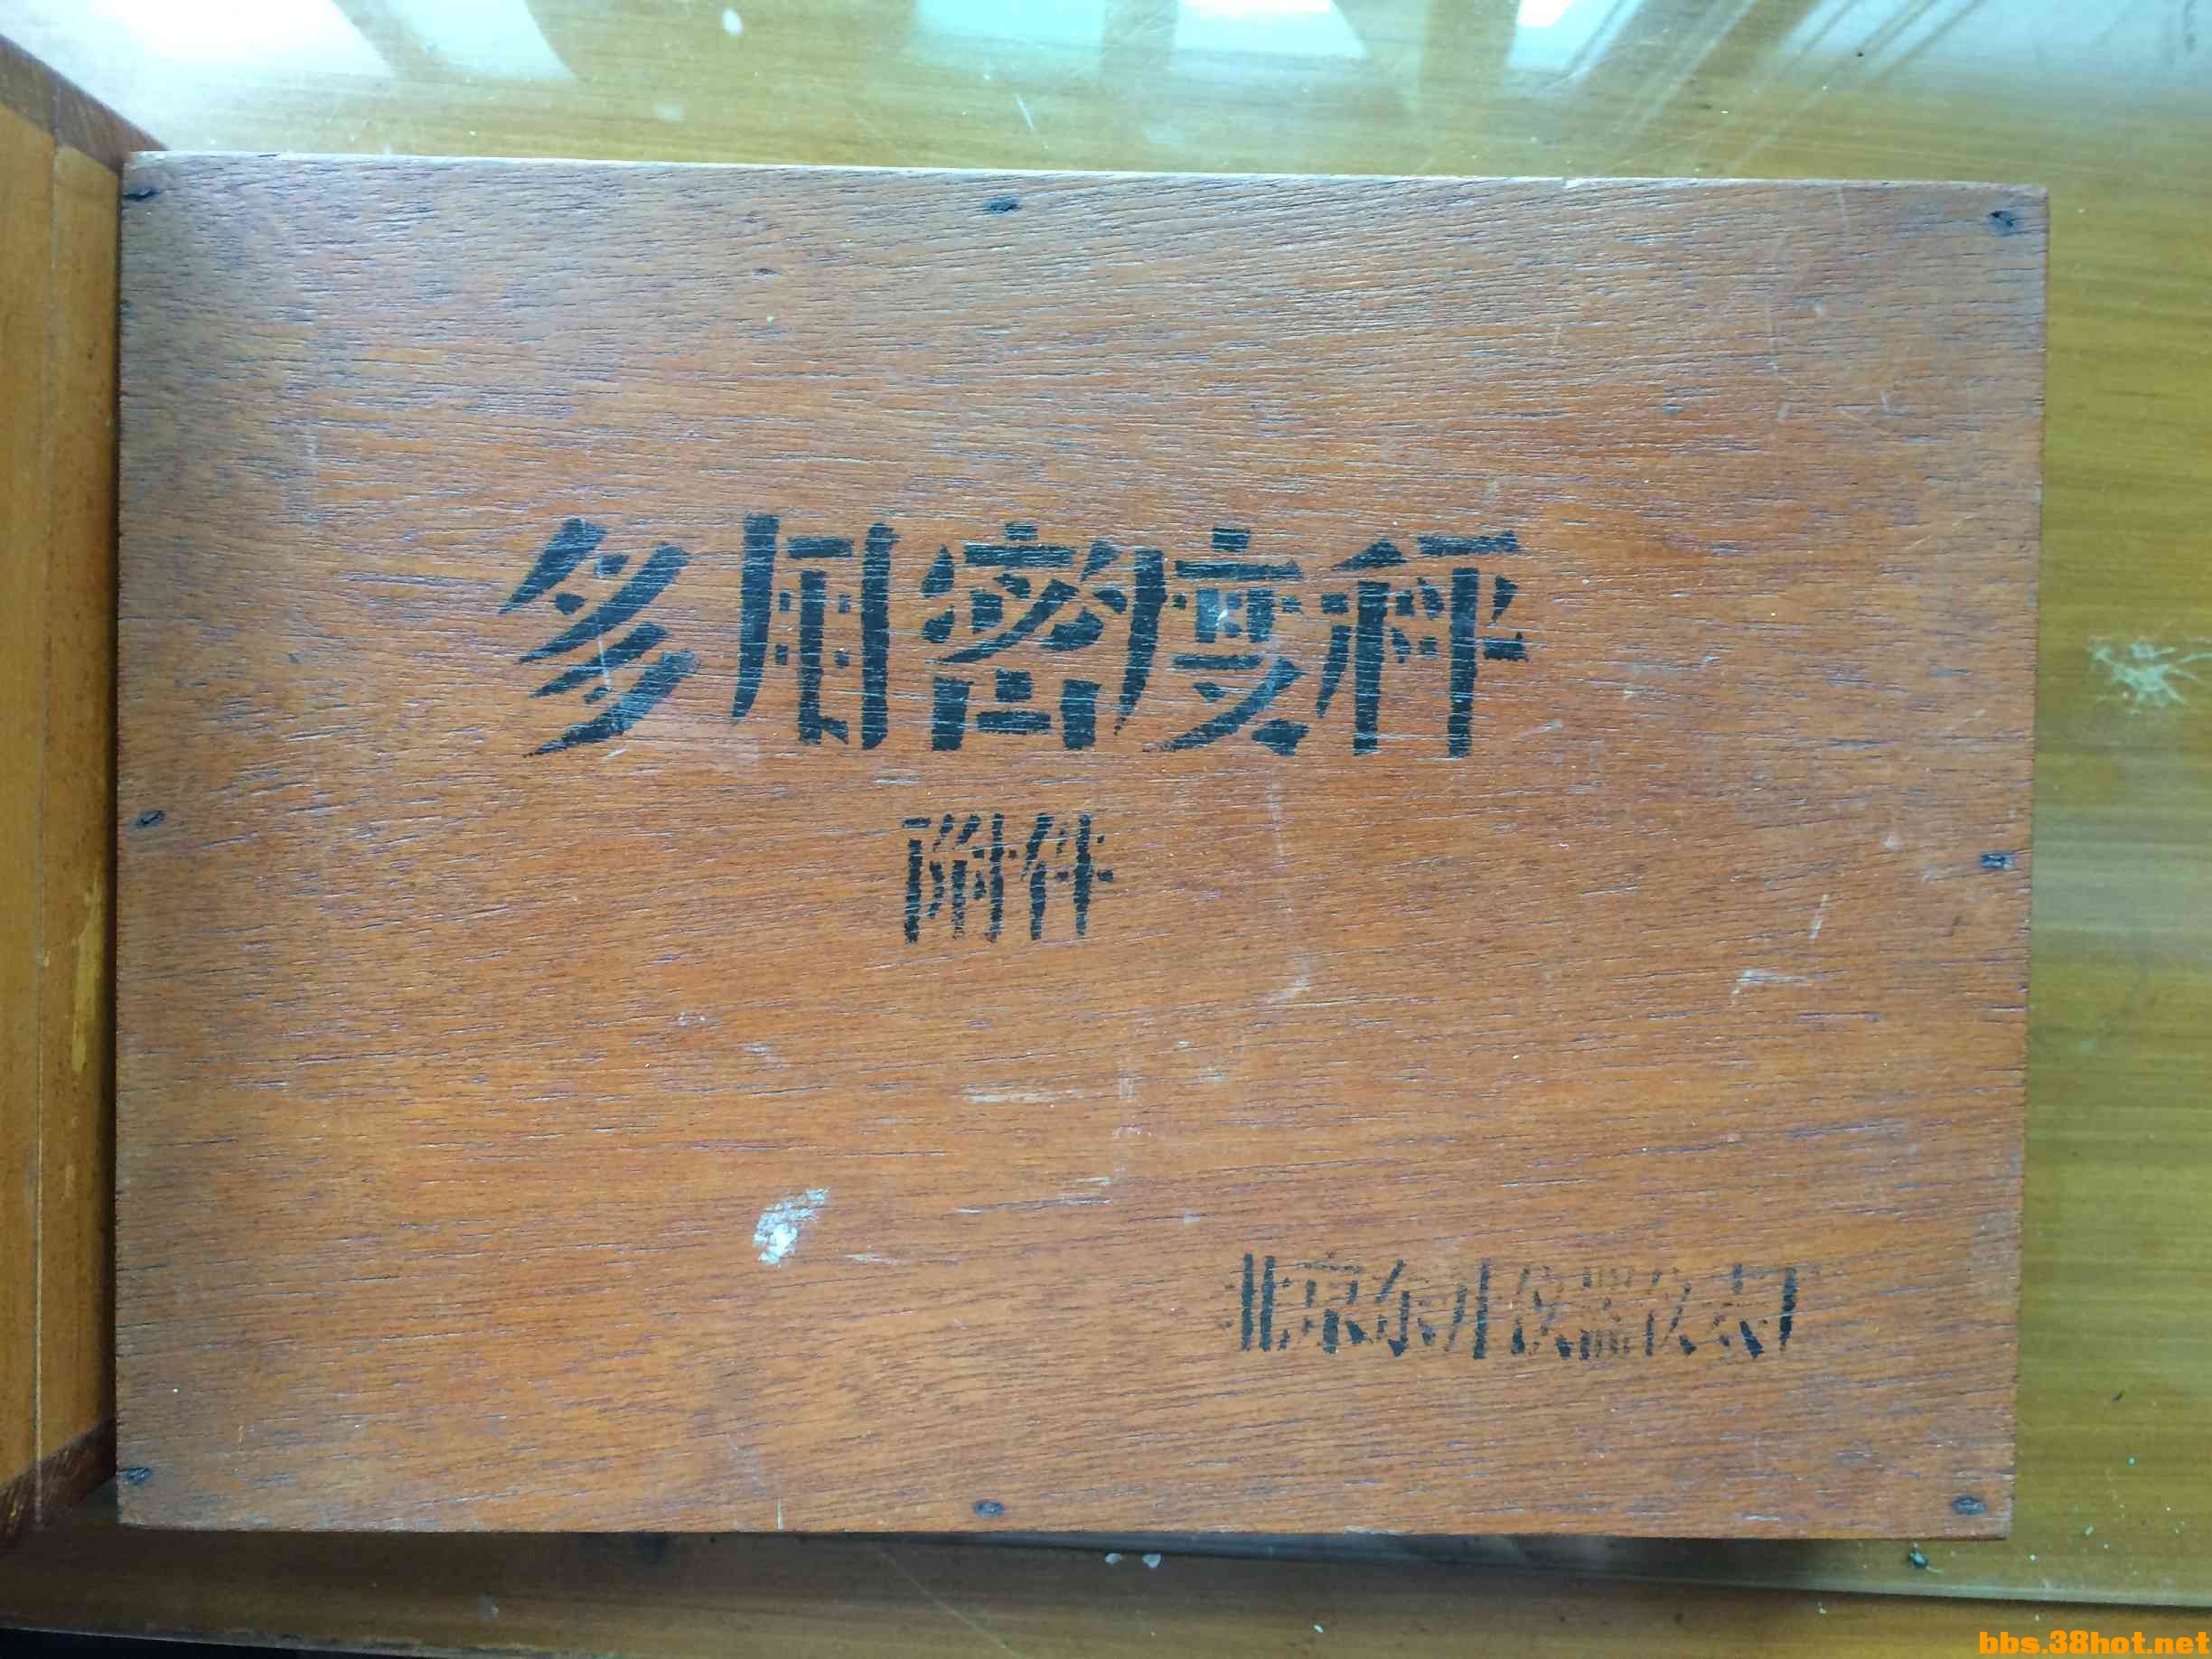 多用密度秤
附件
北京东升仪器仪表厂
bbs.38hot.net